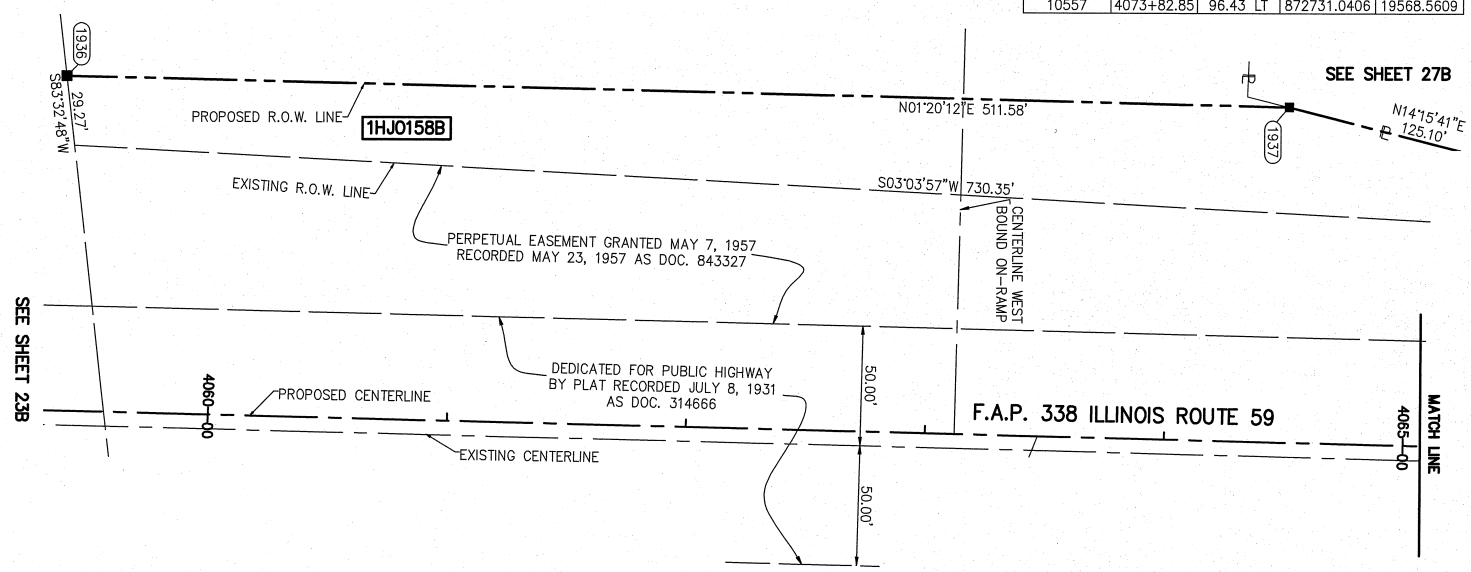 10557 4073+82.85 96.43 LT 872731.0406 19568.5609
SEE SHEET 27B
1936
S83°32'48"W
29.27'
PROPOSED R.O.W. LINE
1HJ0158B
N01°20'12"E 511.58'
1937
N14°15'41"E
125.10'
EXISTING R.O.W. LINE
S03°03'57"W 730.35'
CENTERLINE WEST
BOUND ON-RAMP
PERPETUAL EASEMENT GRANTED MAY 7, 1957
RECORDED MAY 23, 1957 AS DOC. 843327
SEE SHEET 23B
DEDICATED FOR PUBLIC HIGHWAY
BY PLAT RECORDED JULY 8, 1931
AS DOC. 314666
50.00'
4060+00
PROPOSED CENTERLINE
F.A.P. 338 ILLINOIS ROUTE 59
4065+00
MATCH LINE
EXISTING CENTERLINE
50.00'